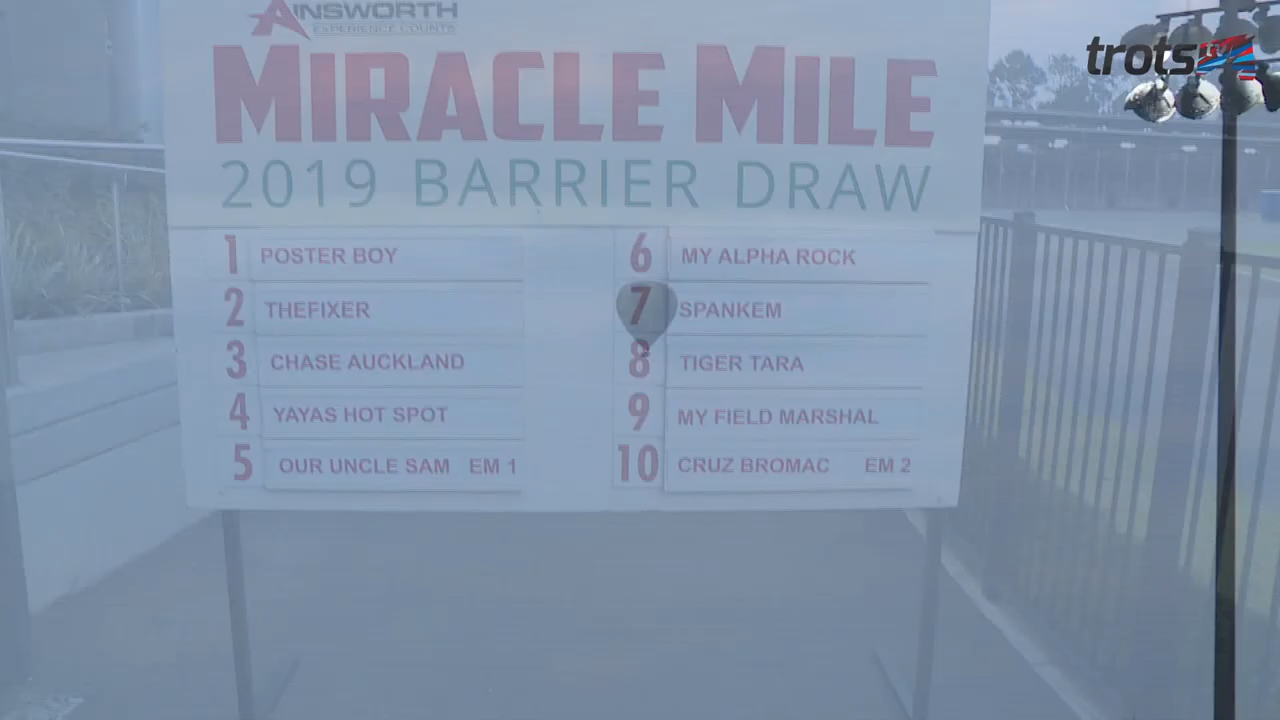 AINSWORTH
EXPERIENCE COUNTS
trots tv
MIRACLE MILE
2019 BARRIER DRAW
1 POSTER BOY
2 THEFIXER
3 CHASE AUCKLAND
4 YAYAS HOT SPOT
5 OUR UNCLE SAM EM 1
6 MY ALPHA ROCK
7 SPANKEM
8 TIGER TARA
9 MY FIELD MARSHAL
10 CRUZ BROMAC EM 2